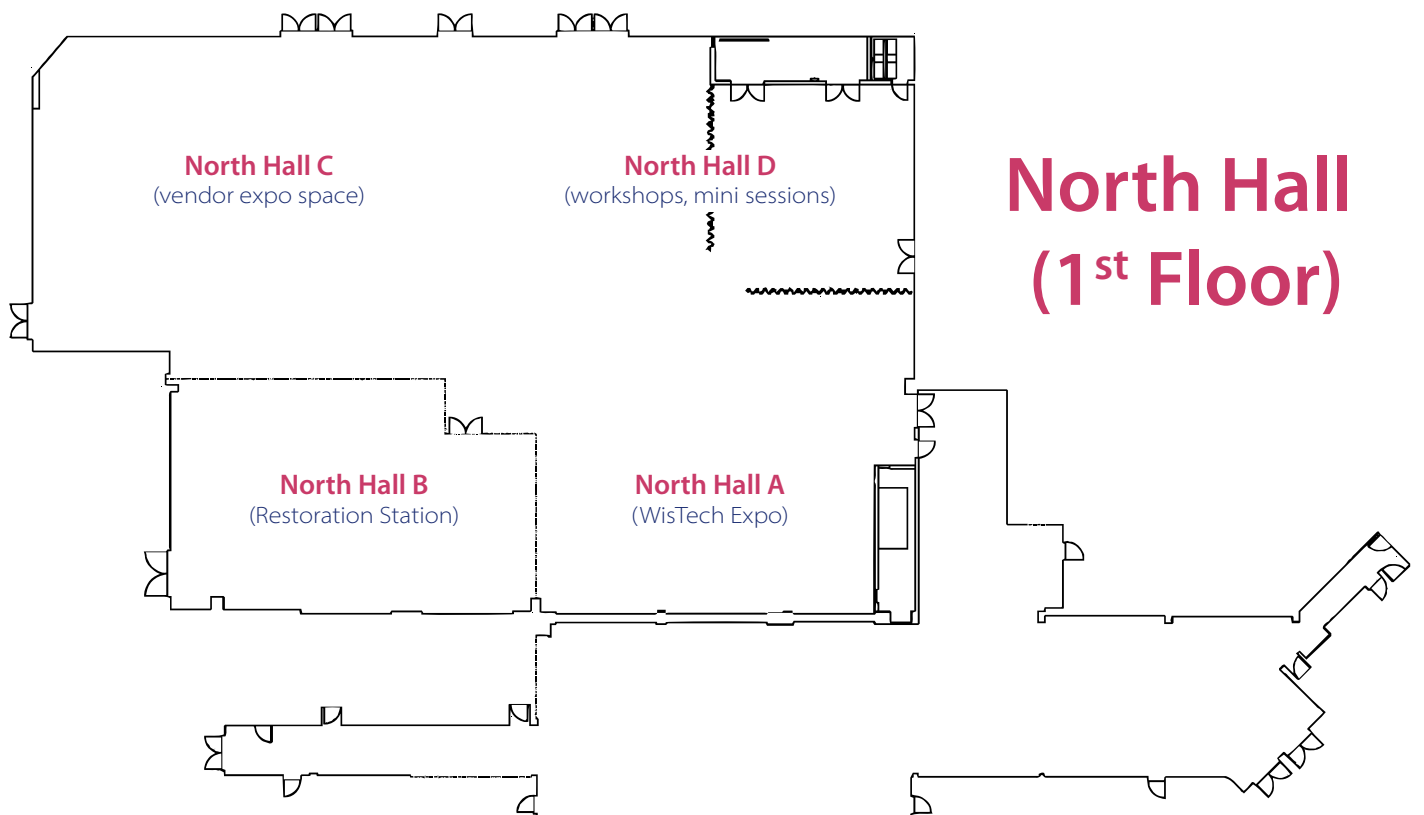 North Hall C
(vendor expo space)
North Hall D
(workshops, mini sessions)
North Hall
(1st Floor)
North Hall B
(Restoration Station)
North Hall A
(WisTech Expo)